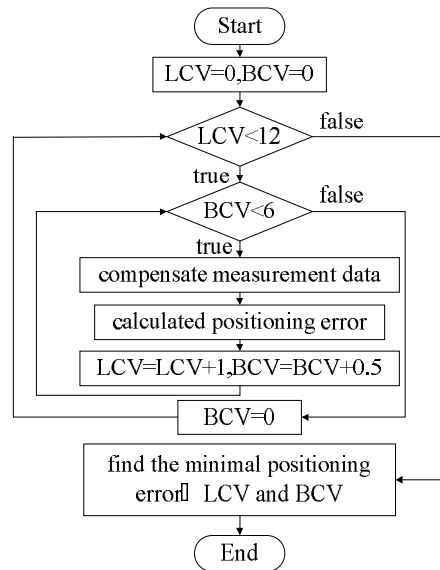 Start
LCV=0,BCV=0
LCV<12
false
true
BCV<6
false
true
compensate measurement data
calculated positioning error
LCV=LCV+1,BCV=BCV+0.5
BCV=0
find the minimal positioning
error▯ LCV and BCV
End